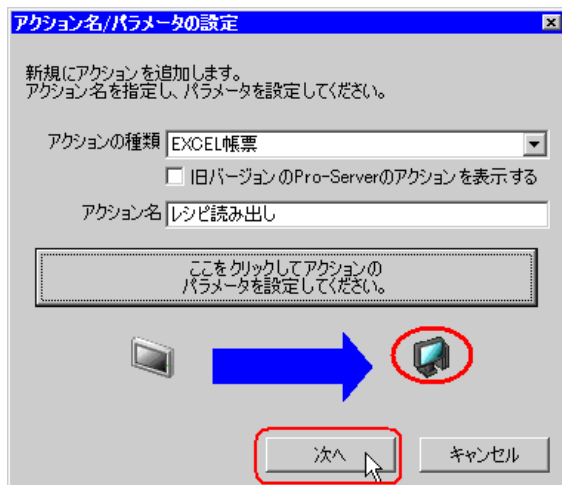 アクション名/パラメータの設定
新規にアクションを追加します。
アクション名を指定し、パラメータを設定してください。
アクションの種類 EXCEL帳票
旧バージョンのPro-Serverのアクションを表示する
アクション名 レシピ読み出し
ここをクリックしてアクションの
パラメータを設定してください。
次へ キャンセル